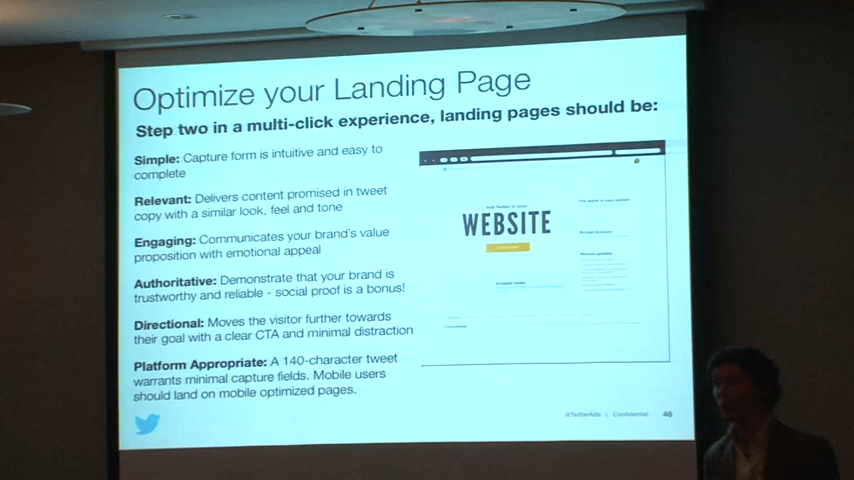 Optimize your Landing Page
Step two in a multi-click experience, landing pages should be:
Simple: Capture form is intuitive and easy to
complete
Relevant: Delivers content promised in tweet
copy with a similar look, feel and tone
Engaging: Communicates your brand's value
proposition with emotional appeal
Authoritative: Demonstrate that your brand is
trustworthy and reliable - social proof is a bonus!
Directional: Moves the visitor further towards
their goal with a clear CTA and minimal distraction
Platform Appropriate: A 140-character tweet
warrants minimal capture fields. Mobile users
should land on mobile optimized pages.
Add Twitter to your
WEBSITE
@TwitterAds | Confidential 48